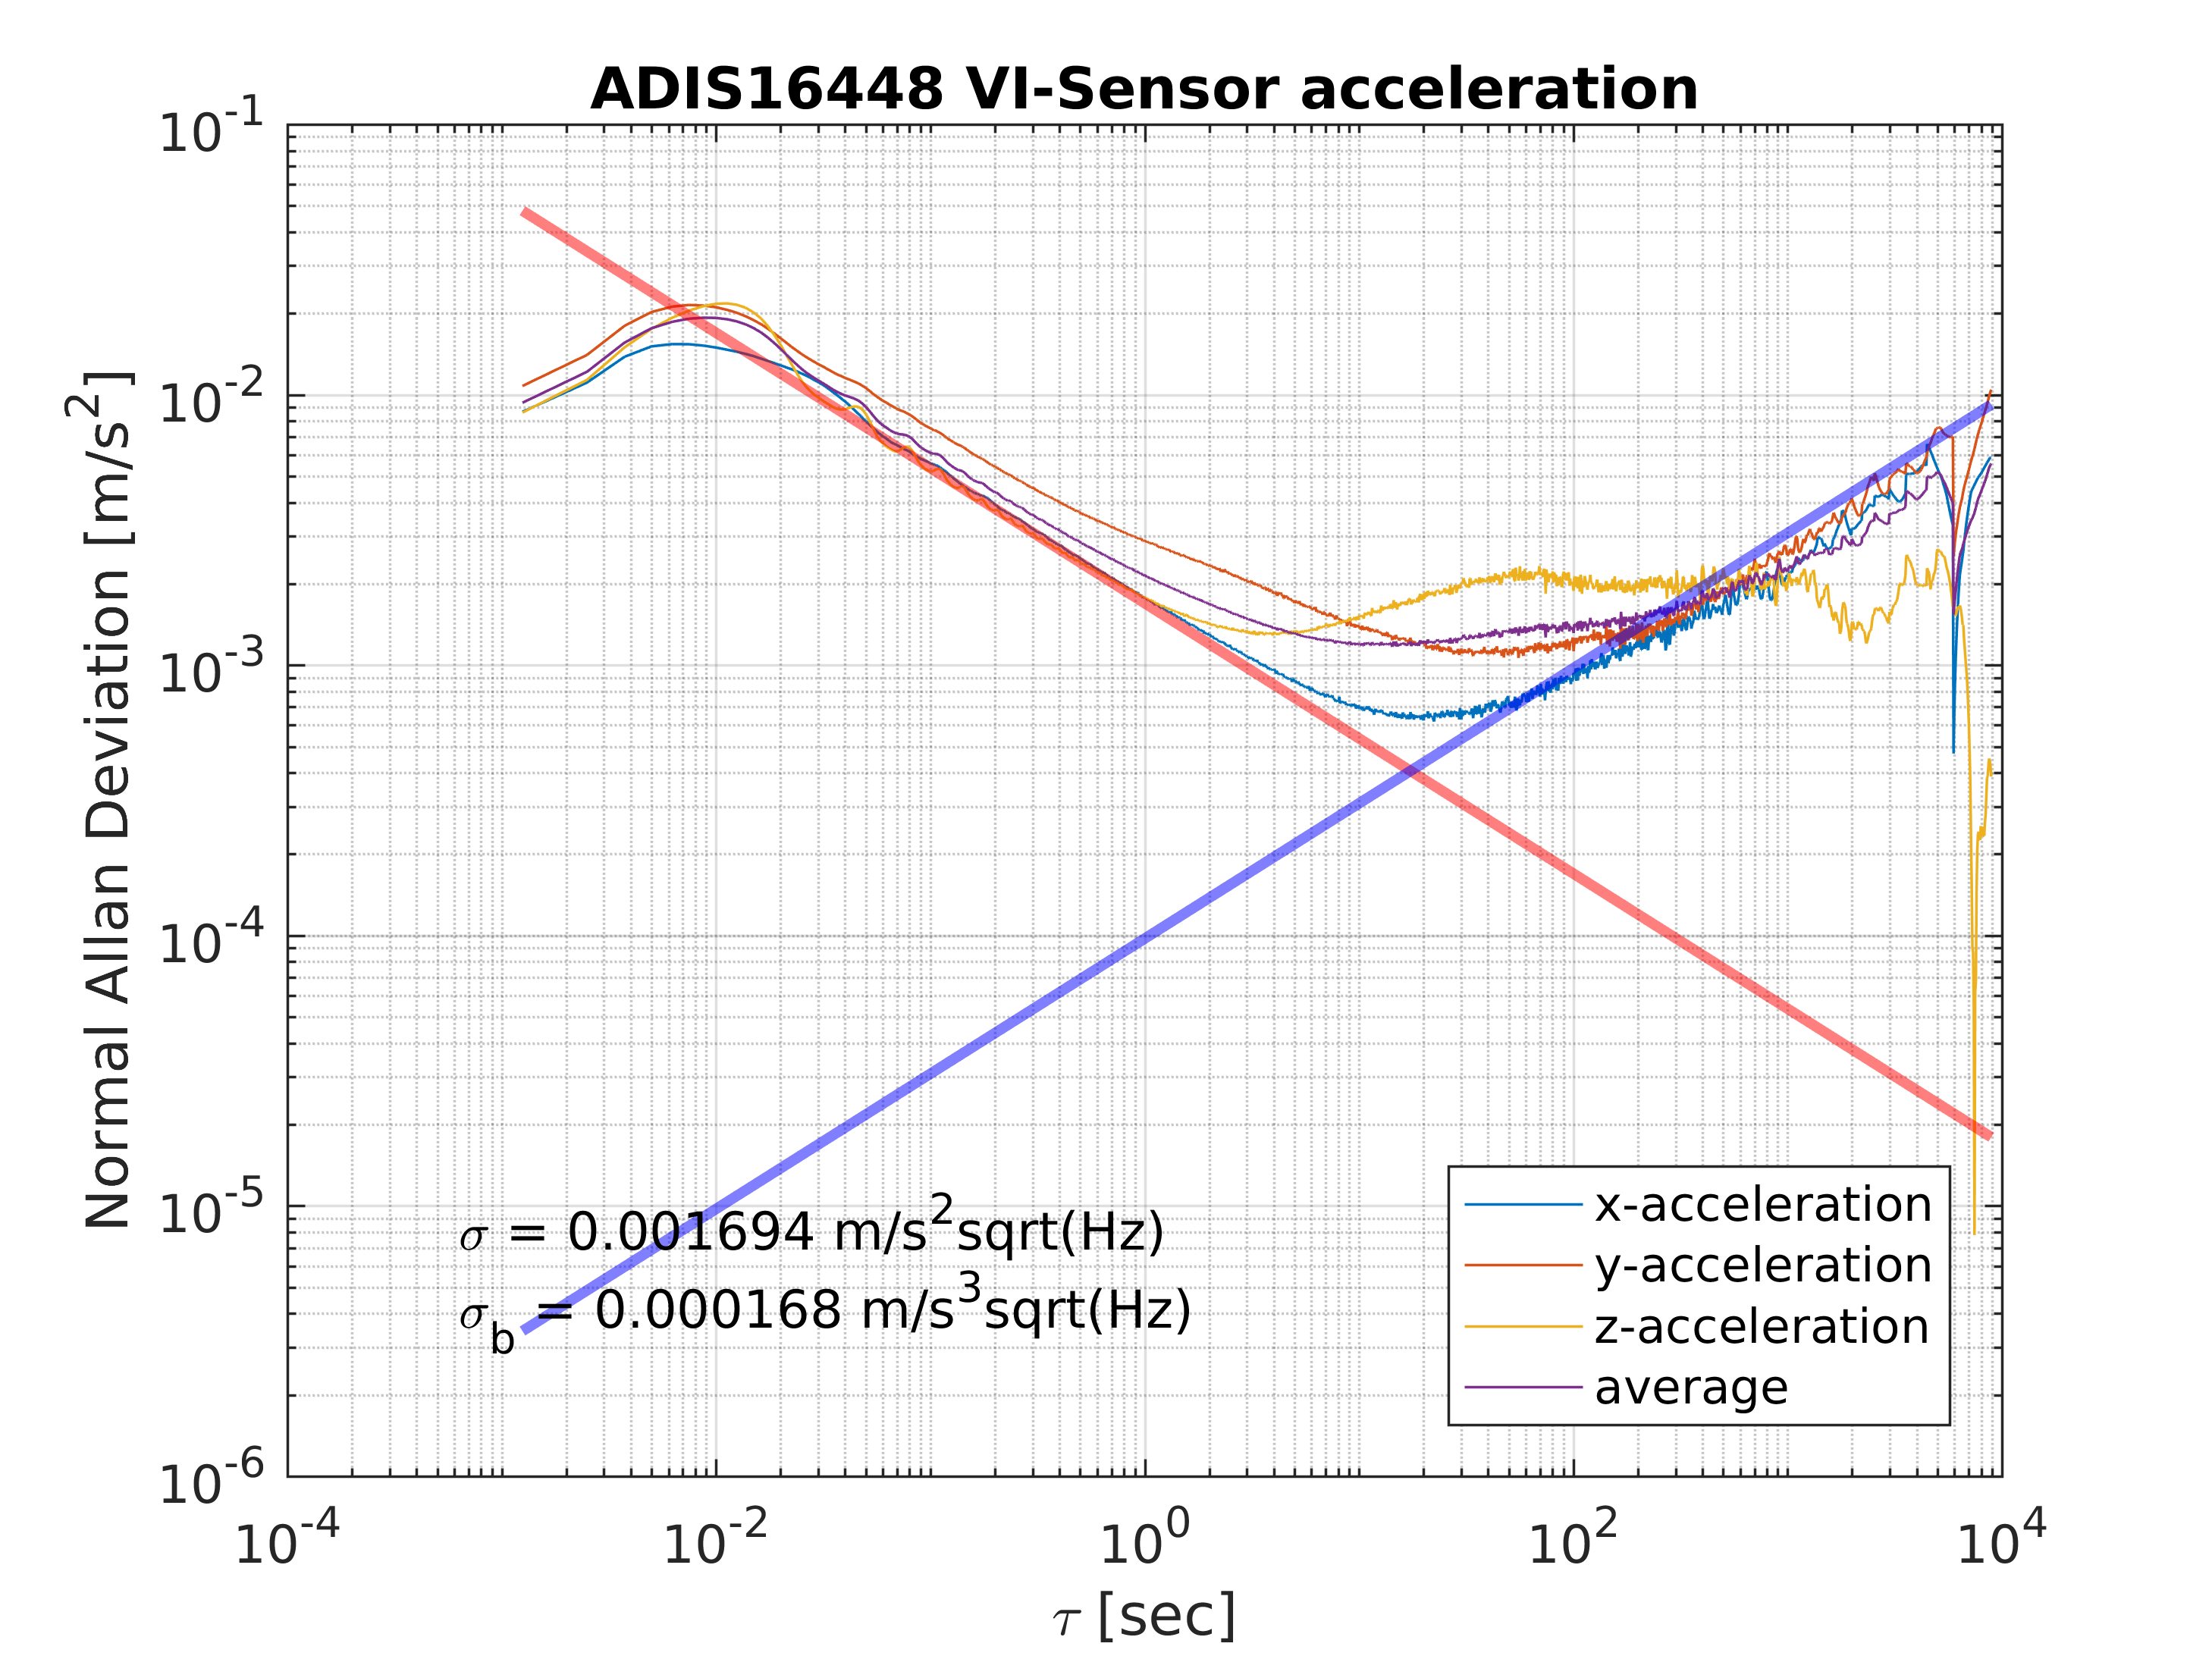 ADIS16448 VI-Sensor acceleration
Normal Allan Deviation [m/s²]
10⁻¹
10⁻²
10⁻³
10⁻⁴
10⁻⁵
10⁻⁶
σ = 0.001694 m/s²sqrt(Hz)
σ_b = 0.000168 m/s³sqrt(Hz)
x-acceleration
y-acceleration
z-acceleration
average
10⁻⁴ 10⁻² 10⁰ 10² 10⁴
τ [sec]